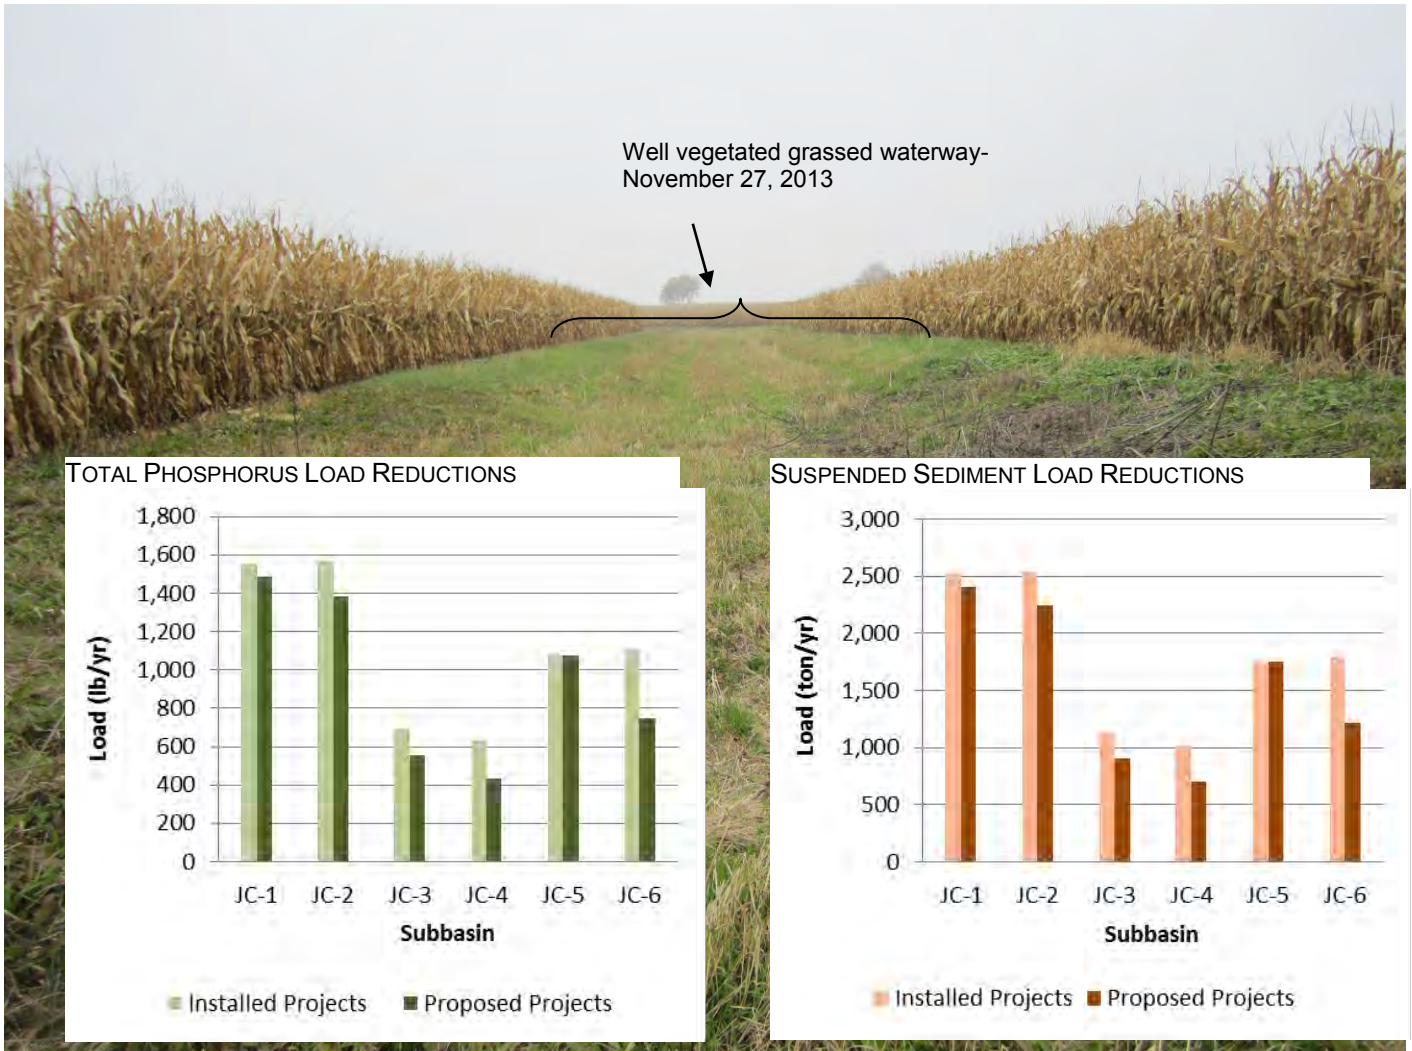 Well vegetated grassed waterway-
November 27, 2013
TOTAL PHOSPHORUS LOAD REDUCTIONS
1,800
1,600
1,400
1,200
1,000
800
600
400
200
0
Load (lb/yr)
JC-1 JC-2 JC-3 JC-4 JC-5 JC-6
Subbasin
Installed Projects Proposed Projects
SUSPENDED SEDIMENT LOAD REDUCTIONS
3,000
2,500
2,000
1,500
1,000
500
0
Load (ton/yr)
JC-1 JC-2 JC-3 JC-4 JC-5 JC-6
Subbasin
Installed Projects Proposed Projects